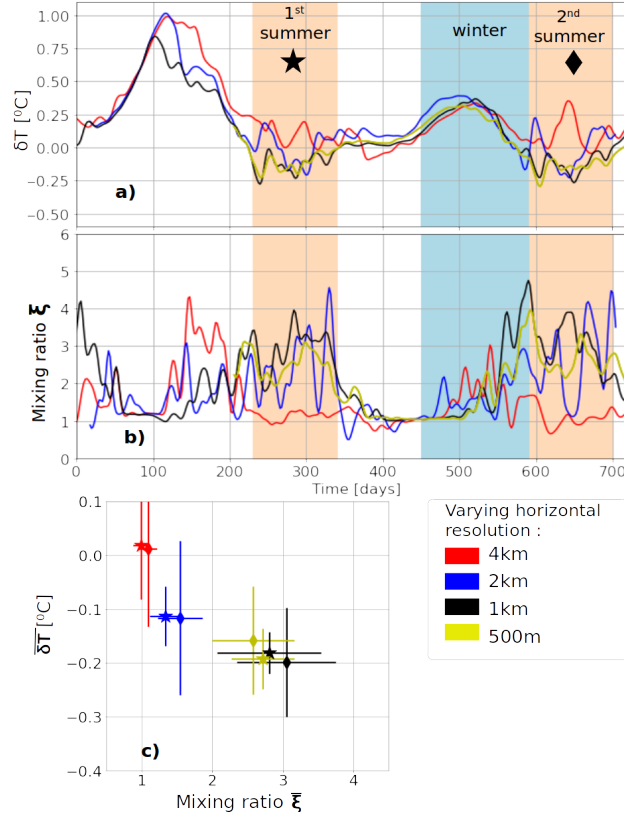 1st
summer
winter
2nd
summer
1.00
0.75
0.50
0.25
0.00
−0.25
−0.50
δT [⁰C]
a)
6
5
4
3
2
1
0
Mixing ratio ξ
b)
0
100
200
300
400
500
600
700
Time [days]
0.1
0.0
−0.1
−0.2
−0.3
−0.4
δT [⁰C]
c)
1
2
3
4
Mixing ratio ξ
Varying horizontal
resolution :
4km
2km
1km
500m